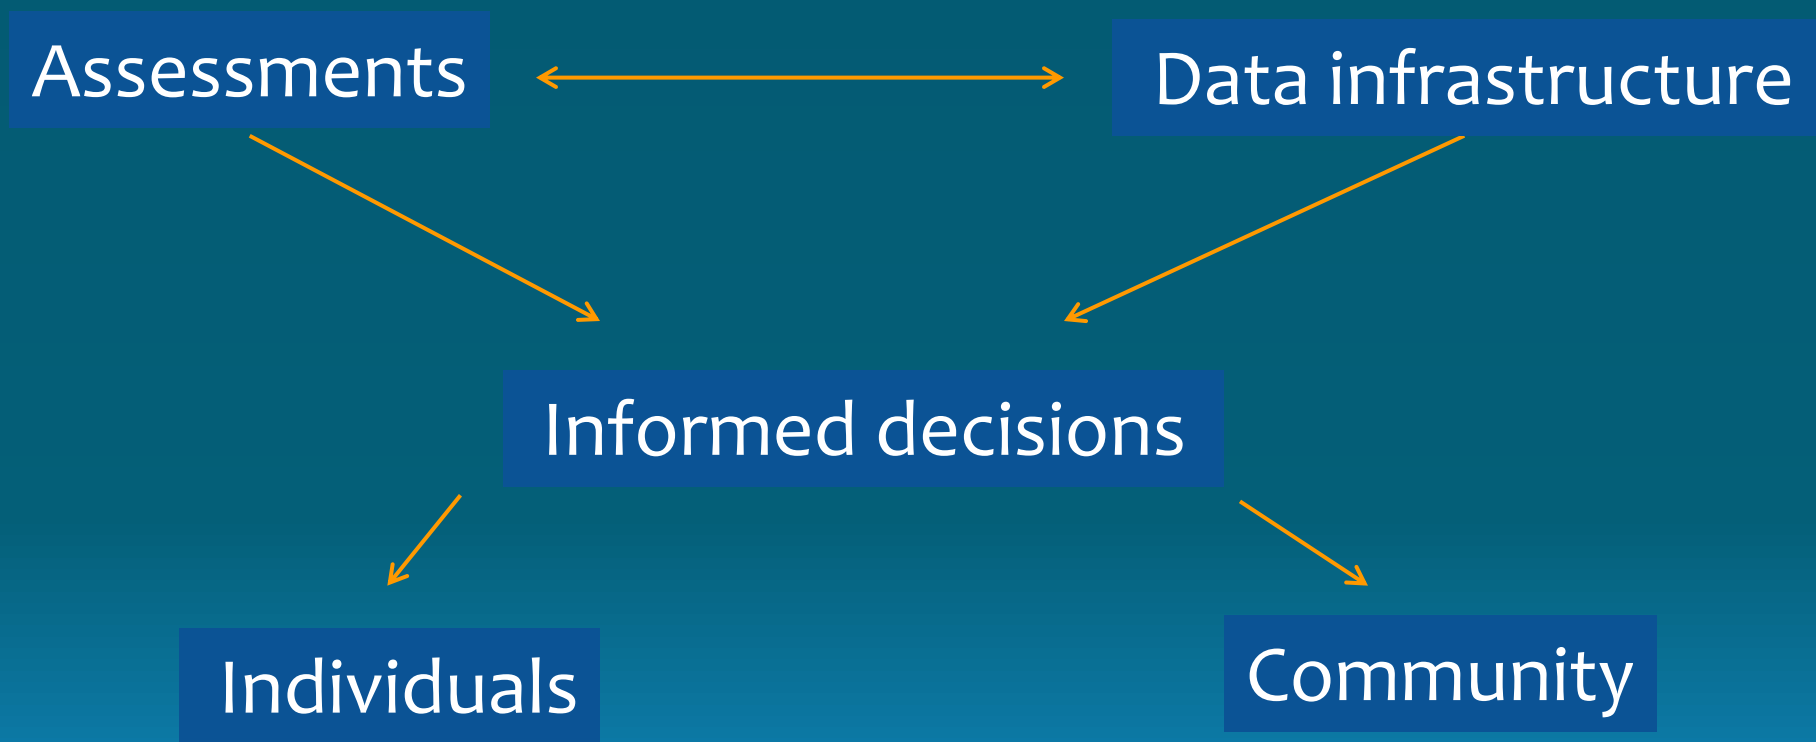 Assessments
Data infrastructure
Informed decisions
Individuals
Community